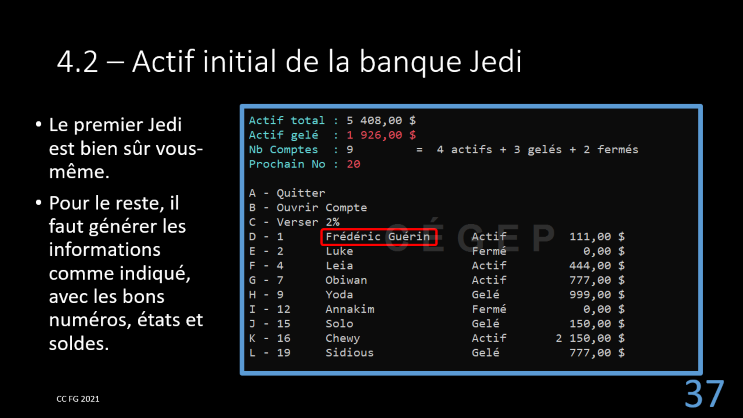 4.2 – Actif initial de la banque Jedi
• Le premier Jedi
est bien sûr vous-
même.
• Pour le reste, il
faut générer les
informations
comme indiqué,
avec les bons
numéros, états et
soldes.
Actif total : 5 408,00 $
Actif gelé : 1 926,00 $
Nb Comptes : 9 = 4 actifs + 3 gelés + 2 fermés
Prochain No : 20
A - Quitter
B - Ouvrir Compte
C - Verser 2%
D - 1 Frédéric Guérin Actif 111,00 $
E - 2 Luke Fermé 0,00 $
F - 4 Leia Actif 444,00 $
G - 7 Obiwan Actif 777,00 $
H - 9 Yoda Gelé 999,00 $
I - 12 Annakim Fermé 0,00 $
J - 15 Solo Gelé 150,00 $
K - 16 Chewy Actif 2 150,00 $
L - 19 Sidious Gelé 777,00 $
CÉGEP
CC FG 2021
37